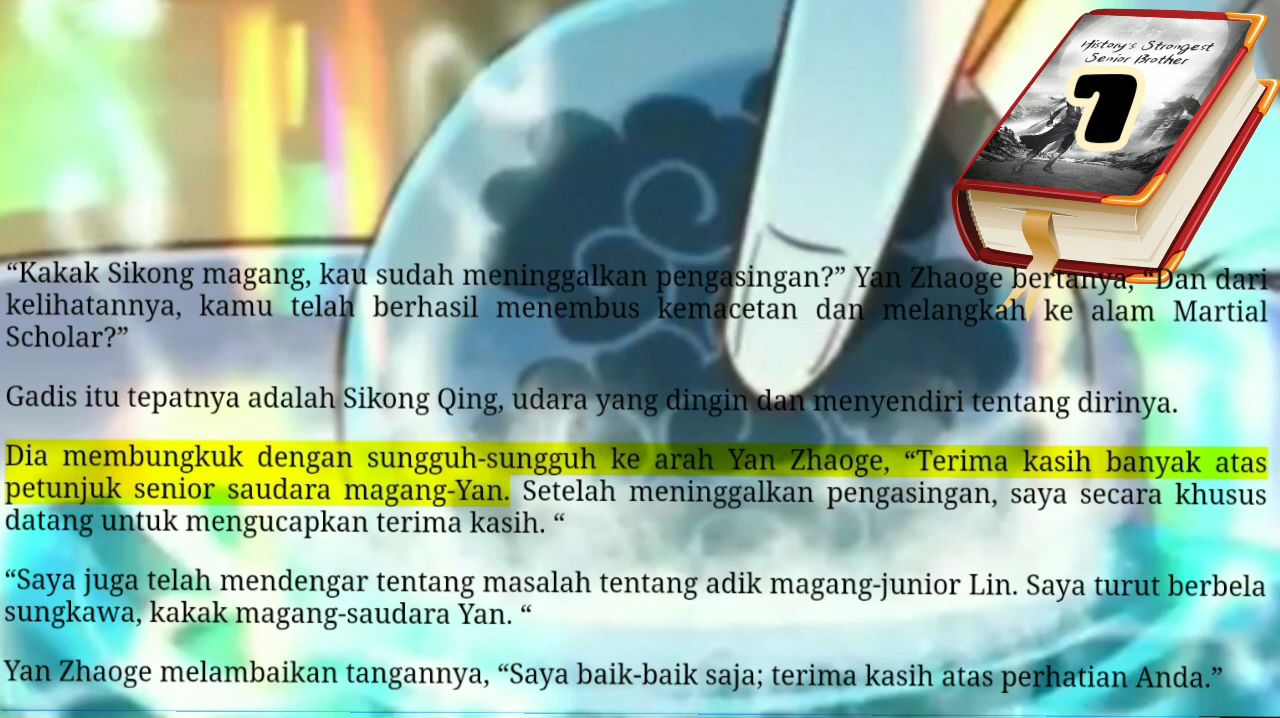 History's Strongest
Senior Brother
7
“Kakak Sikong magang, kau sudah meninggalkan pengasingan?” Yan Zhaoge bertanya, “Dan dari
kelihatannya, kamu telah berhasil menembus kemacetan dan melangkah ke alam Martial
Scholar?”
Gadis itu tepatnya adalah Sikong Qing, udara yang dingin dan menyendiri tentang dirinya.
Dia membungkuk dengan sungguh-sungguh ke arah Yan Zhaoge, “Terima kasih banyak atas
petunjuk senior saudara magang-Yan. Setelah meninggalkan pengasingan, saya secara khusus
datang untuk mengucapkan terima kasih. “
“Saya juga telah mendengar tentang masalah tentang adik magang-junior Lin. Saya turut berbela
sungkawa, kakak magang-saudara Yan. “
Yan Zhaoge melambaikan tangannya, “Saya baik-baik saja; terima kasih atas perhatian Anda.”